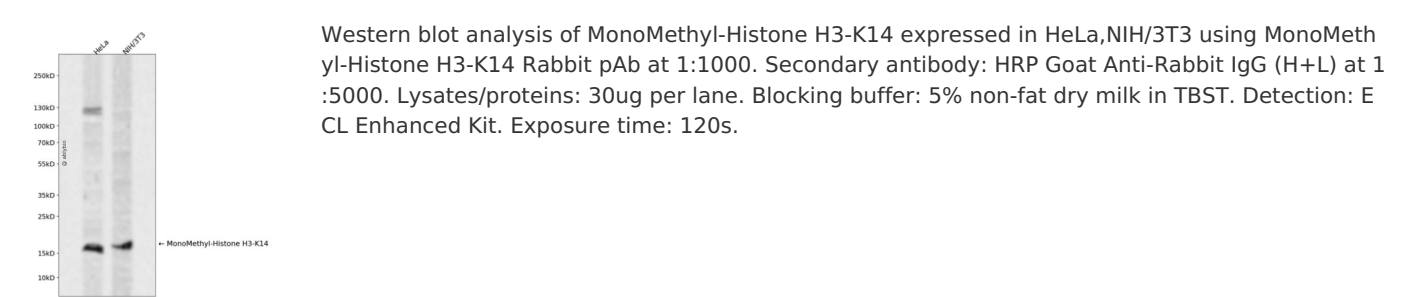 HeLa
NIH/3T3
250kD
130kD
100kD
70kD
55kD
35kD
25kD
15kD
10kD
@ abybio
← MonoMethyl-Histone H3-K14
Western blot analysis of MonoMethyl-Histone H3-K14 expressed in HeLa,NIH/3T3 using MonoMeth
yl-Histone H3-K14 Rabbit pAb at 1:1000. Secondary antibody: HRP Goat Anti-Rabbit IgG (H+L) at 1
:5000. Lysates/proteins: 30ug per lane. Blocking buffer: 5% non-fat dry milk in TBST. Detection: E
CL Enhanced Kit. Exposure time: 120s.